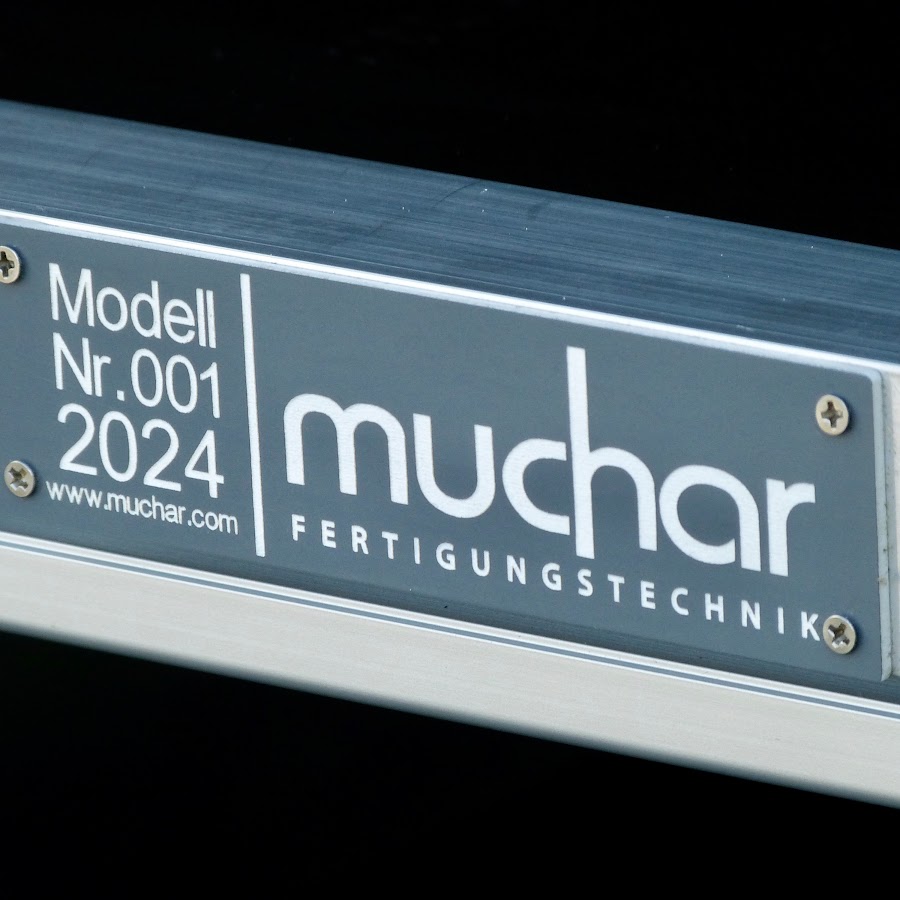 Modell
Nr.001
2024
www.muchar.com
muchar
FERTIGUNGSTECHNIK